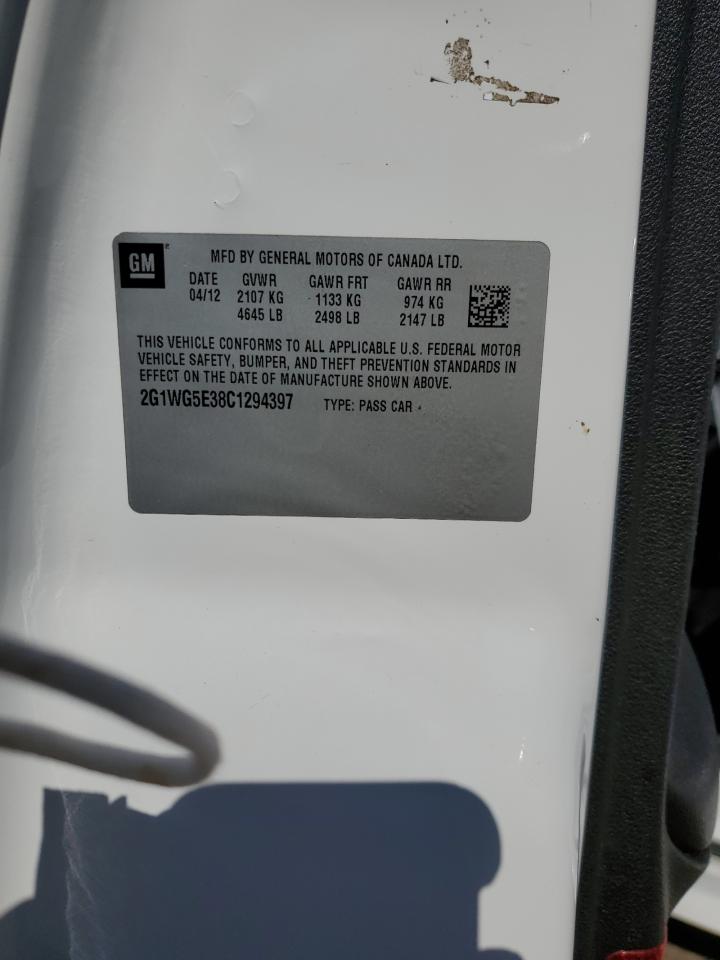 GM
MFD BY GENERAL MOTORS OF CANADA LTD.
DATE GVWR GAWR FRT GAWR RR
04/12 2107 KG 1133 KG 974 KG
4645 LB 2498 LB 2147 LB
THIS VEHICLE CONFORMS TO ALL APPLICABLE U.S. FEDERAL MOTOR
VEHICLE SAFETY, BUMPER, AND THEFT PREVENTION STANDARDS IN
EFFECT ON THE DATE OF MANUFACTURE SHOWN ABOVE.
2G1WG5E38C1294397 TYPE: PASS CAR